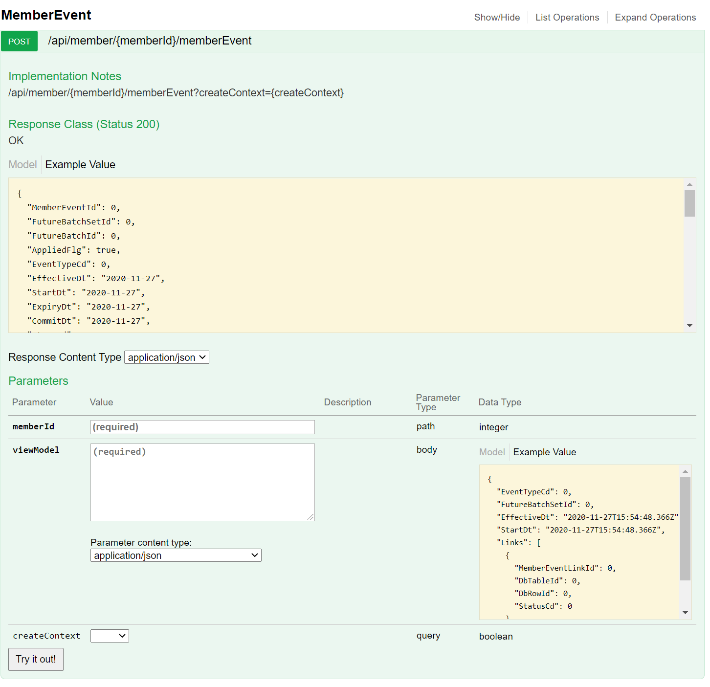 MemberEvent
Show/Hide
List Operations
Expand Operations
POST /api/member/{memberId}/memberEvent
Implementation Notes
/api/member/{memberId}/memberEvent?createContext={createContext}
Response Class (Status 200)
OK
Model Example Value
{
"MemberEventId": 0,
"FutureBatchSetId": 0,
"FutureBatchId": 0,
"AppliedFlg": true,
"EventTypeCd": 0,
"EffectiveDt": "2020-11-27",
"StartDt": "2020-11-27",
"ExpiryDt": "2020-11-27",
"CommitDt": "2020-11-27",
Response Content Type application/json
Parameters
Parameter Value Description Parameter Type Data Type
memberId (required) path integer
viewModel (required) body Model Example Value
{
"EventTypeCd": 0,
"FutureBatchSetId": 0,
"EffectiveDt": "2020-11-27T15:54:48.366Z"
"StartDt": "2020-11-27T15:54:48.366Z",
"Links": [
{
"MemberEventLinkId": 0,
"DbTableId": 0,
"DbRowId": 0,
"StatusCd": 0
}
Parameter content type:
application/json
createContext query boolean
Try it out!